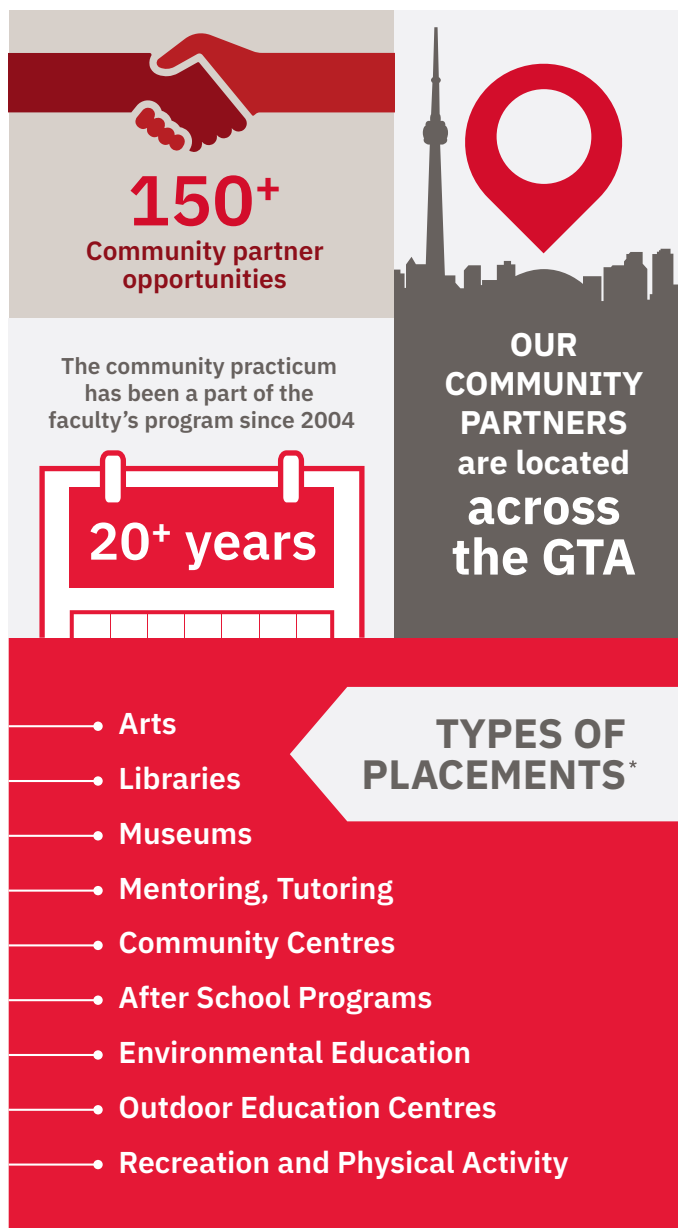 150+
Community partner
opportunities
The community practicum
has been a part of the
faculty's program since 2004
20+ years
OUR
COMMUNITY
PARTNERS
are located
across
the GTA
TYPES OF
PLACEMENTS*
Arts
Libraries
Museums
Mentoring, Tutoring
Community Centres
After School Programs
Environmental Education
Outdoor Education Centres
Recreation and Physical Activity